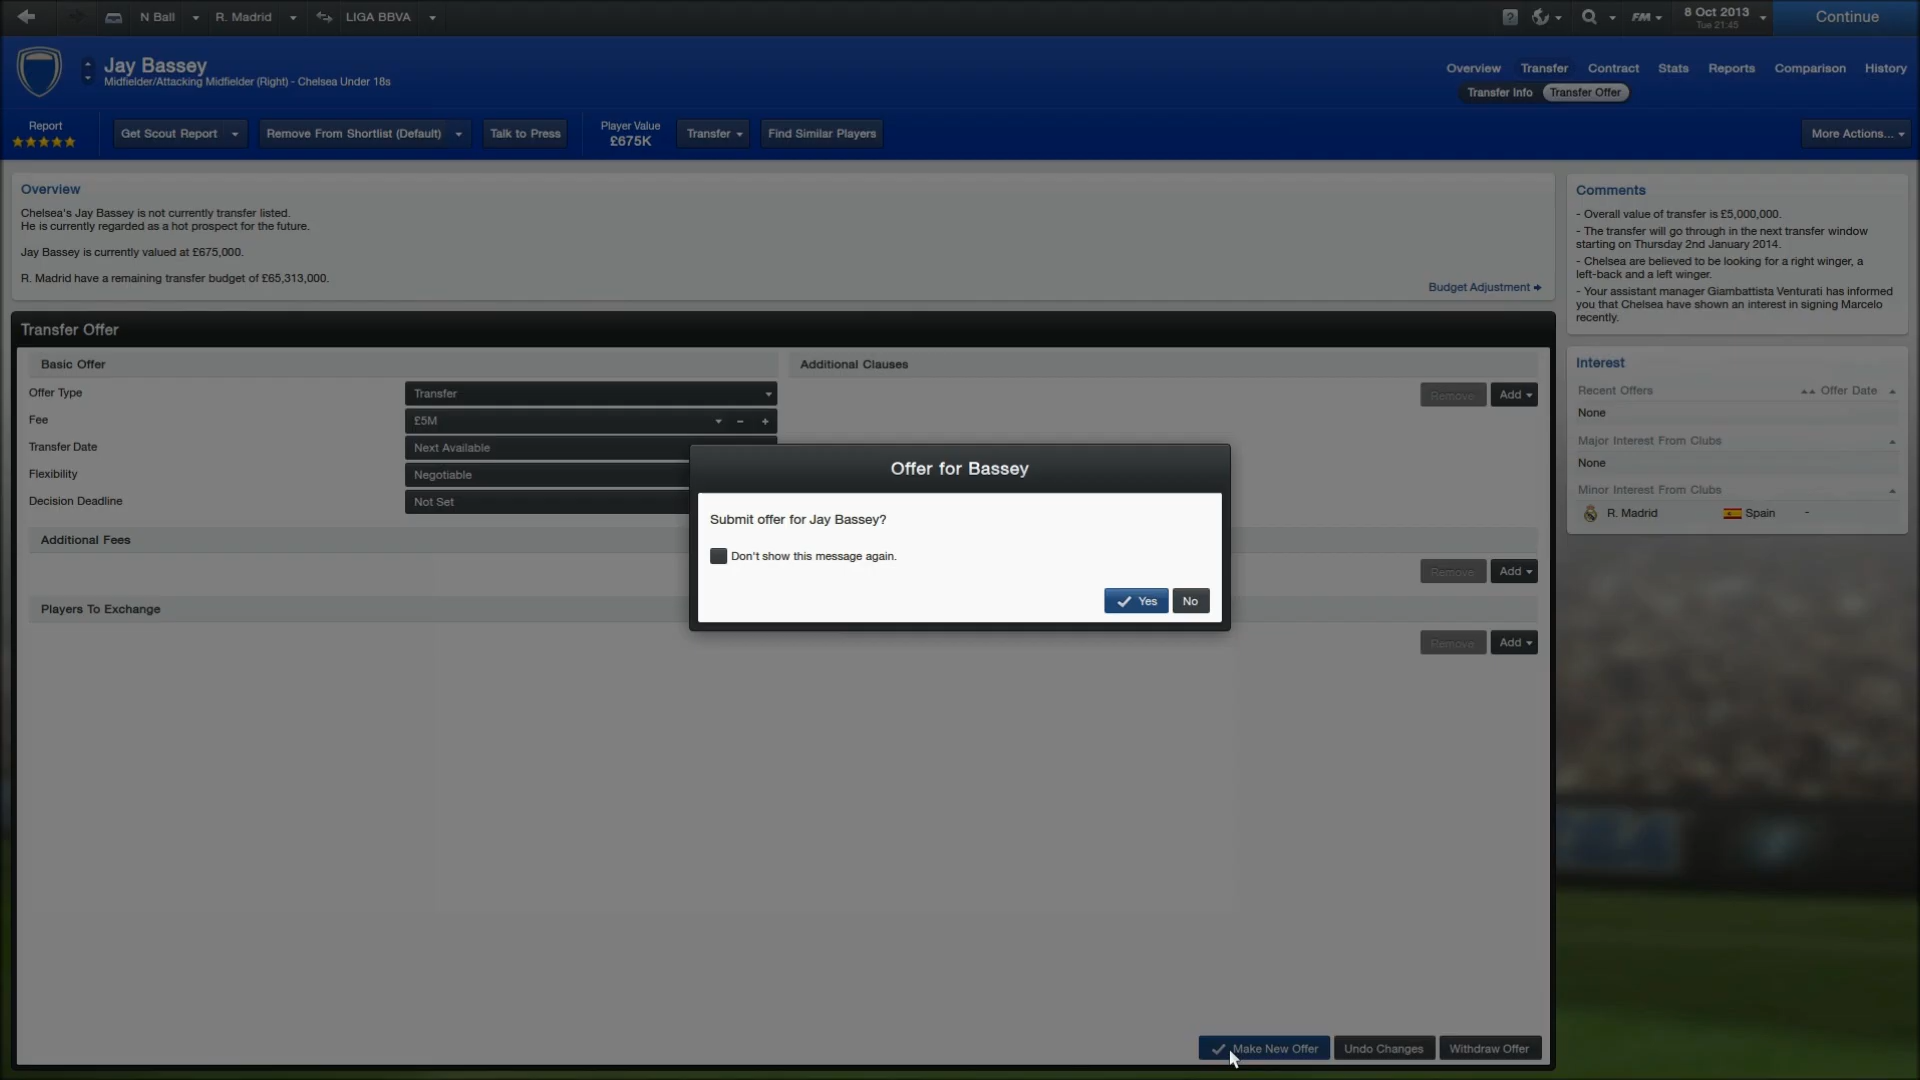 N Ball
R. Madrid
LIGA BBVA
?
FM
8 Oct 2013
Tue 21:45
Continue
Jay Bassey
Midfielder/Attacking Midfielder (Right) - Chelsea Under 18s
Overview
Transfer
Contract
Stats
Reports
Comparison
History
Transfer Info
Transfer Offer
Report
Get Scout Report
Remove From Shortlist (Default)
Talk to Press
Player Value
£675K
Transfer
Find Similar Players
More Actions...
Overview
Chelsea's Jay Bassey is not currently transfer listed.
He is currently regarded as a hot prospect for the future.
Jay Bassey is currently valued at £675,000.
R. Madrid have a remaining transfer budget of £65,313,000.
Budget Adjustment
Comments
- Overall value of transfer is £5,000,000.
- The transfer will go through in the next transfer window
starting on Thursday 2nd January 2014.
- Chelsea are believed to be looking for a right winger, a
left-back and a left winger.
- Your assistant manager Giambattista Venturati has informed
you that Chelsea have shown an interest in signing Marcelo
recently.
Transfer Offer
Basic Offer
Offer Type
Transfer
Fee
£5M
Transfer Date
Next Available
Flexibility
Negotiable
Decision Deadline
Not Set
Additional Clauses
Remove
Add
Additional Fees
Remove
Add
Players To Exchange
Remove
Add
Offer for Bassey
Submit offer for Jay Bassey?
Don't show this message again.
Yes
No
Interest
Recent Offers
Offer Date
None
Major Interest From Clubs
None
Minor Interest From Clubs
R. Madrid
Spain
-
Make New Offer
Undo Changes
Withdraw Offer